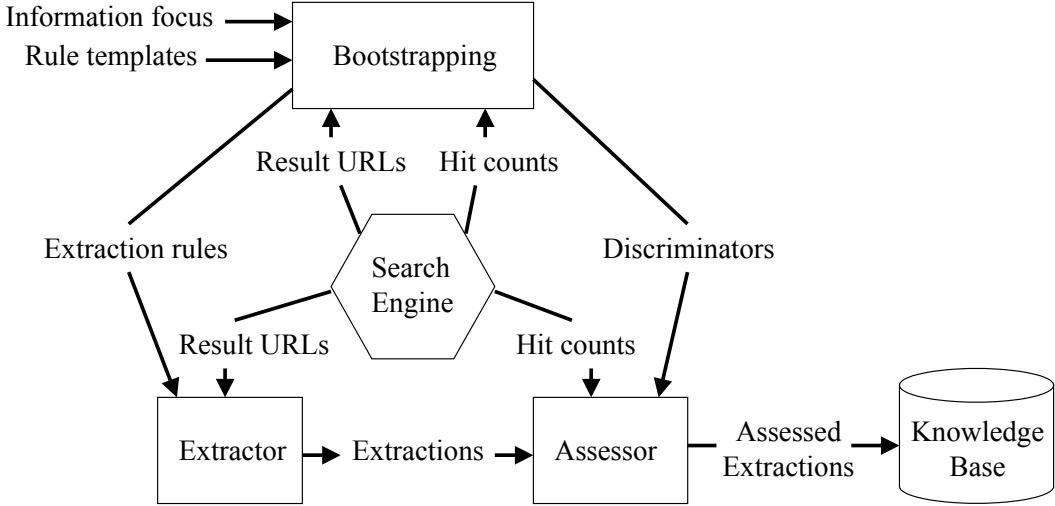 Information focus
Rule templates
Bootstrapping
Result URLs
Hit counts
Extraction rules
Search
Engine
Discriminators
Result URLs
Hit counts
Extractor
Extractions
Assessor
Assessed
Extractions
Knowledge
Base